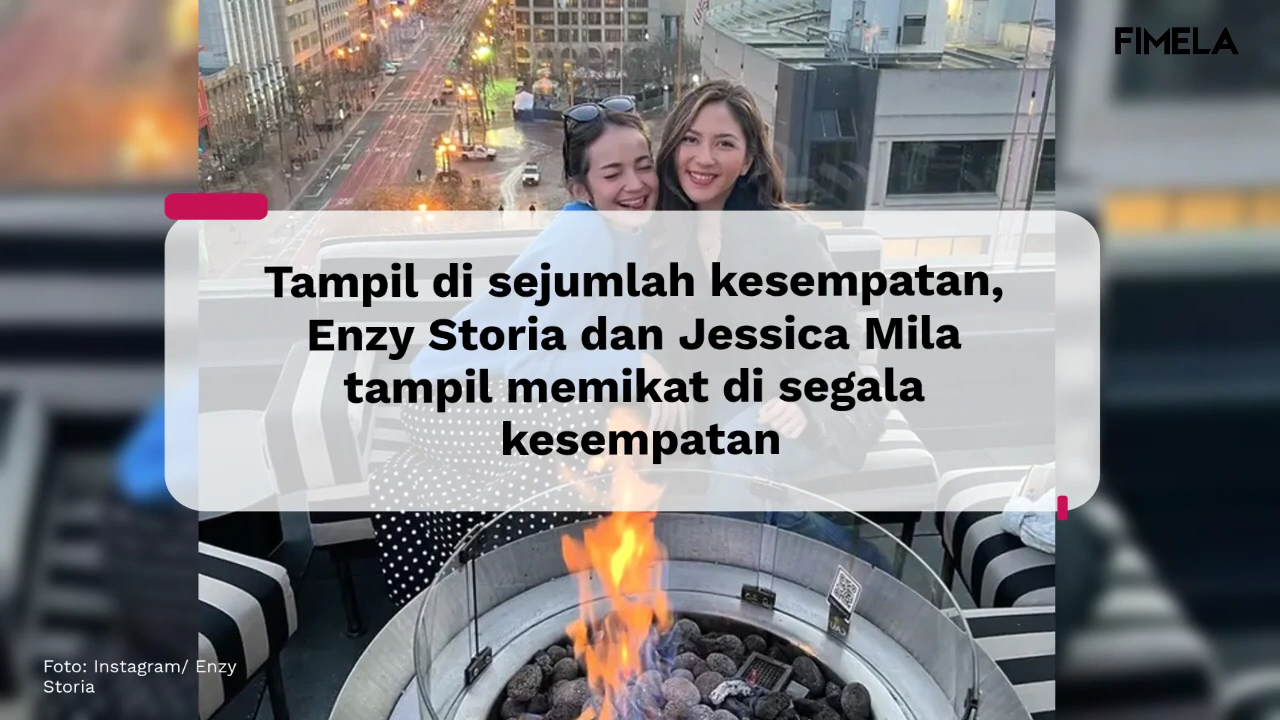 FIMELA
Tampil di sejumlah kesempatan,
Enzy Storia dan Jessica Mila
tampil memikat di segala
kesempatan
Foto: Instagram/ Enzy
Storia